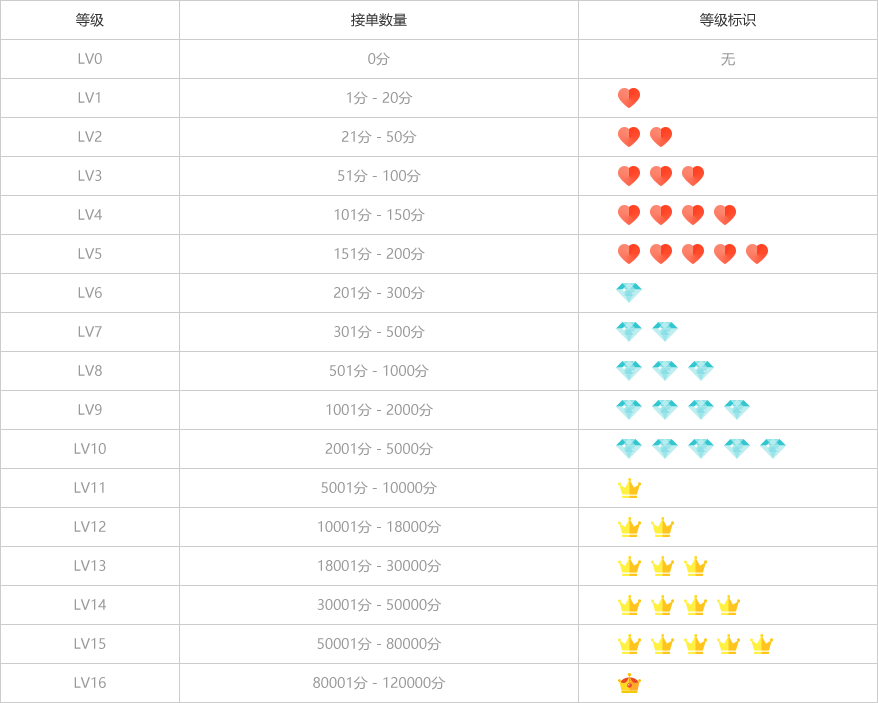 等级 接单数量 等级标识
LV0 0分 无
LV1 1分 - 20分
LV2 21分 - 50分
LV3 51分 - 100分
LV4 101分 - 150分
LV5 151分 - 200分
LV6 201分 - 300分
LV7 301分 - 500分
LV8 501分 - 1000分
LV9 1001分 - 2000分
LV10 2001分 - 5000分
LV11 5001分 - 10000分
LV12 10001分 - 18000分
LV13 18001分 - 30000分
LV14 30001分 - 50000分
LV15 50001分 - 80000分
LV16 80001分 - 120000分